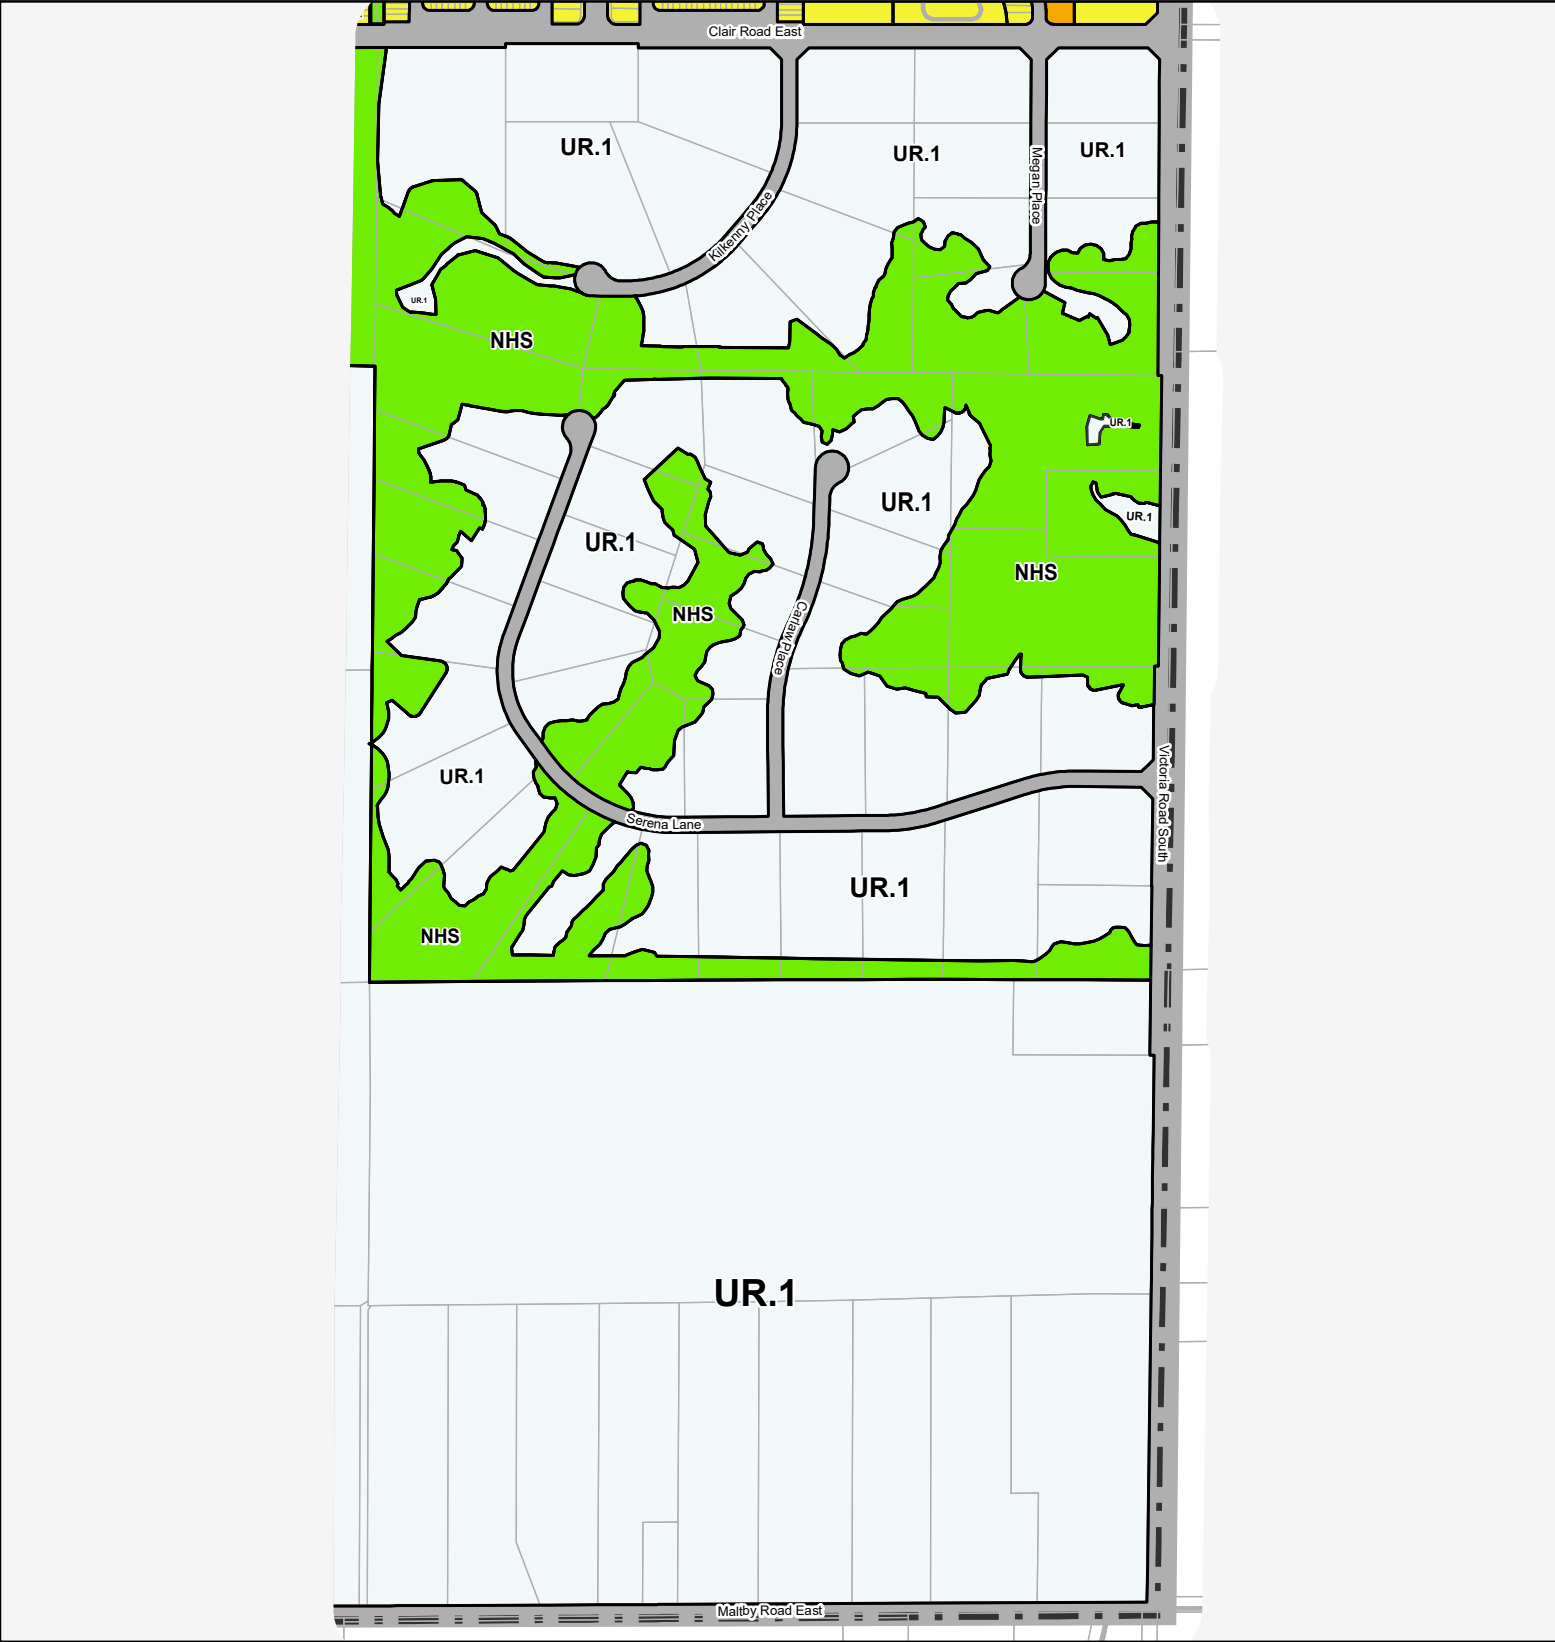 Clair Road East
UR.1
UR.1
UR.1
Megan Place
Kilkenny Place
UR.1
NHS
UR.1
UR.1
UR.1
UR.1
NHS
NHS
Carlaw Place
UR.1
Victoria Road South
Serena Lane
UR.1
NHS
UR.1
Maltby Road East